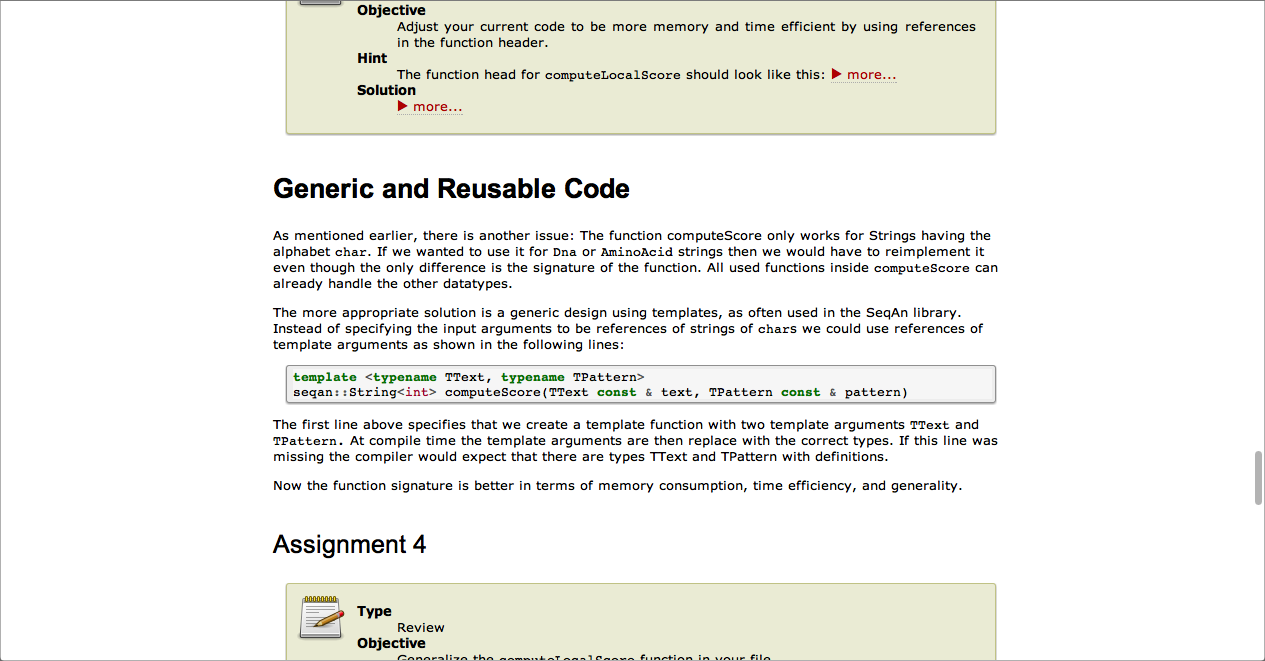 Objective
Adjust your current code to be more memory and time efficient by using references
in the function header.
Hint
The function head for computeLocalScore should look like this: ▶ more...
Solution
▶ more...
Generic and Reusable Code
As mentioned earlier, there is another issue: The function computeScore only works for Strings having the
alphabet char. If we wanted to use it for Dna or AminoAcid strings then we would have to reimplement it
even though the only difference is the signature of the function. All used functions inside computeScore can
already handle the other datatypes.
The more appropriate solution is a generic design using templates, as often used in the SeqAn library.
Instead of specifying the input arguments to be references of strings of chars we could use references of
template arguments as shown in the following lines:
template <typename TText, typename TPattern>
seqan::String<int> computeScore(TText const & text, TPattern const & pattern)
The first line above specifies that we create a template function with two template arguments TText and
TPattern. At compile time the template arguments are then replace with the correct types. If this line was
missing the compiler would expect that there are types TText and TPattern with definitions.
Now the function signature is better in terms of memory consumption, time efficiency, and generality.
Assignment 4
Type
Review
Objective
Generalize the computeLocalScore function in your file.